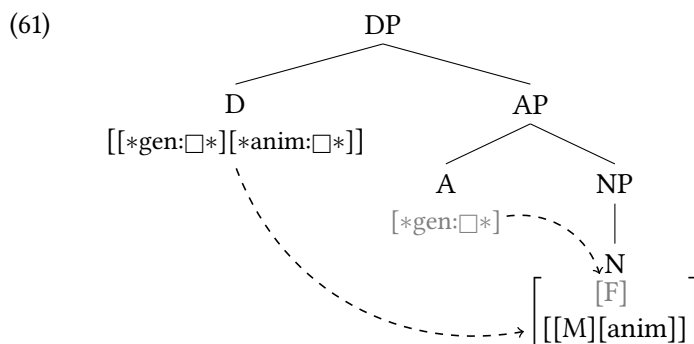 (61)
DP
D AP
[[*gen:□*][*anim:□*]]
A NP
[*gen:□*]
N
[F]
[[M][anim]]